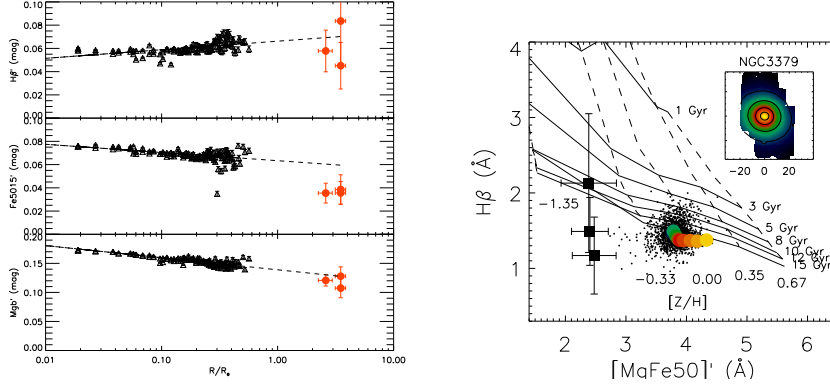 0.10
0.08
0.06
0.04
0.02
0.00
Hβ' (mag)
0.10
0.08
0.06
0.04
0.02
0.00
Fe5015' (mag)
0.20
0.15
0.10
0.05
0.00
Mgb' (mag)
0.01
0.10
1.00
10.00
R/Re
4
3
2
1
Hβ (Å)
NGC3379
−20
0
20
1 Gyr
3 Gyr
5 Gyr
8 Gyr
10 Gyr
12 Gyr
15 Gyr
−1.35
−0.33
0.00
0.35
0.67
[Z/H]
2
3
4
5
6
[MgFe50]' (Å)